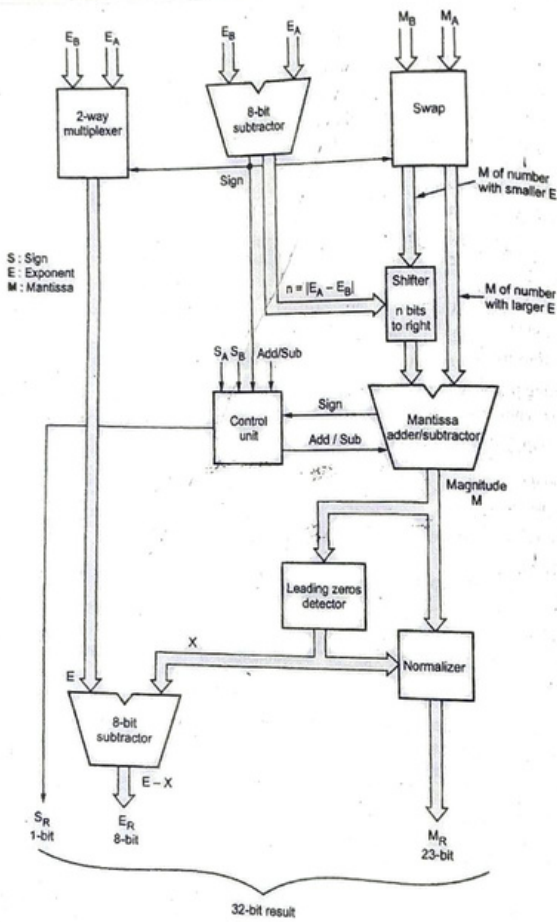 E_B E_A
E_B E_A
M_B M_A
2-way
multiplexer
8-bit
subtractor
Swap
Sign
M of number
with smaller E
S : Sign
E : Exponent
M : Mantissa
n = |E_A – E_B|
Shifter
n bits
to right
M of number
with larger E
S_A S_B Add/Sub
Control
unit
Sign
Add / Sub
Mantissa
adder/subtractor
Magnitude
M
Leading zeros
detector
X
Normalizer
E
8-bit
subtractor
E – X
S_R
1-bit
E_R
8-bit
M_R
23-bit
32-bit result